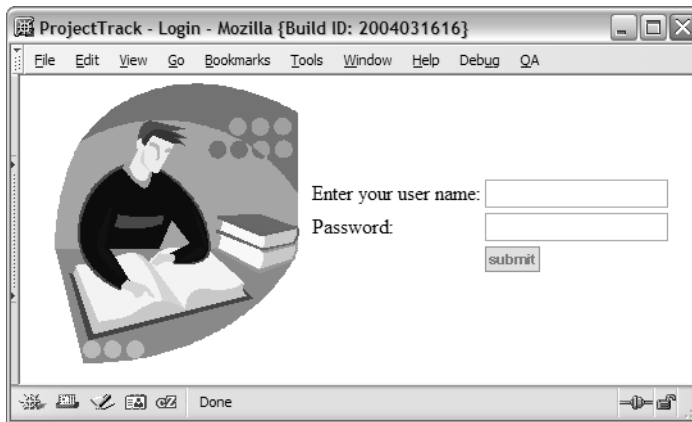 ProjectTrack - Login - Mozilla {Build ID: 2004031616}
File Edit View Go Bookmarks Tools Window Help Debug QA
Enter your user name:
Password:
submit
Done